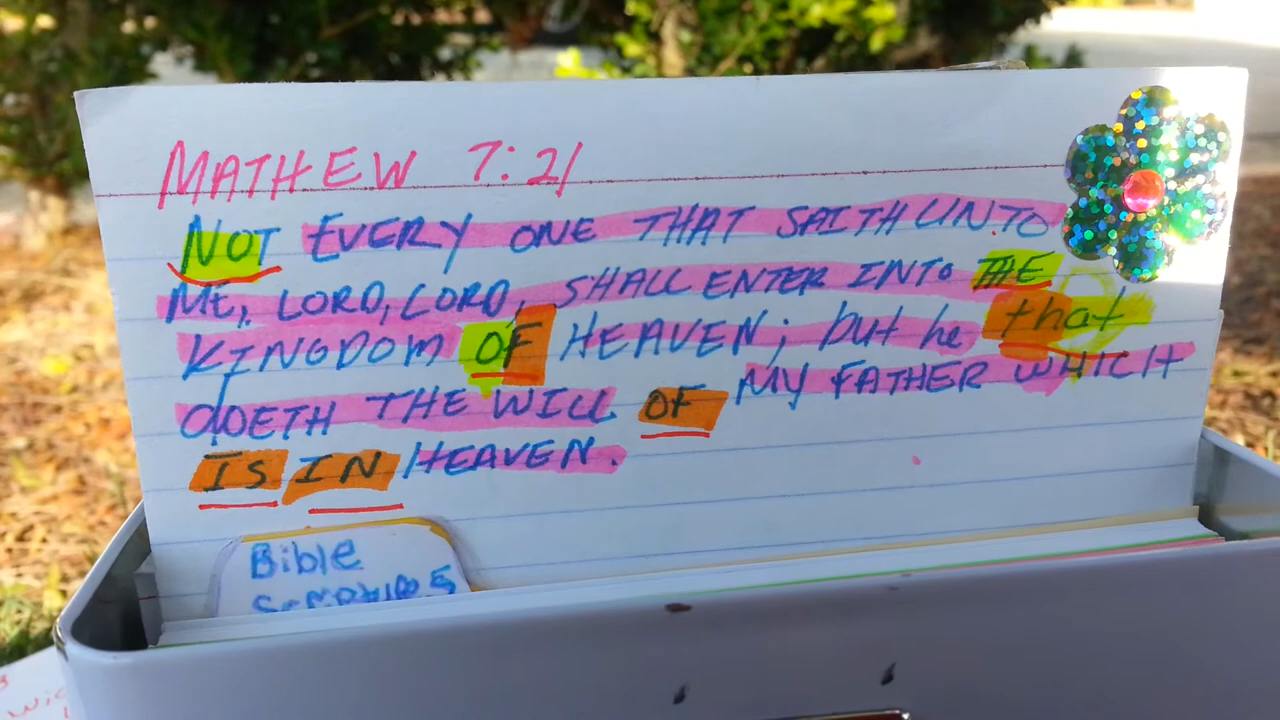 MATHEW 7:21
NOT EVERY ONE THAT SAITH UNTO
ME, LORD, LORD, SHALL ENTER INTO THE
KINGDOM OF HEAVEN; but he that
DOETH THE WILL OF MY FATHER WHICH
IS IN HEAVEN.
Bible